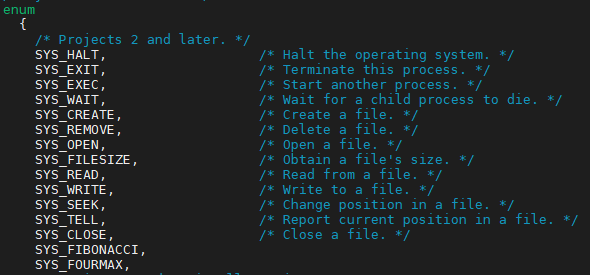 enum
{
/* Projects 2 and later. */
SYS_HALT, /* Halt the operating system. */
SYS_EXIT, /* Terminate this process. */
SYS_EXEC, /* Start another process. */
SYS_WAIT, /* Wait for a child process to die. */
SYS_CREATE, /* Create a file. */
SYS_REMOVE, /* Delete a file. */
SYS_OPEN, /* Open a file. */
SYS_FILESIZE, /* Obtain a file's size. */
SYS_READ, /* Read from a file. */
SYS_WRITE, /* Write to a file. */
SYS_SEEK, /* Change position in a file. */
SYS_TELL, /* Report current position in a file. */
SYS_CLOSE, /* Close a file. */
SYS_FIBONACCI,
SYS_FOURMAX,